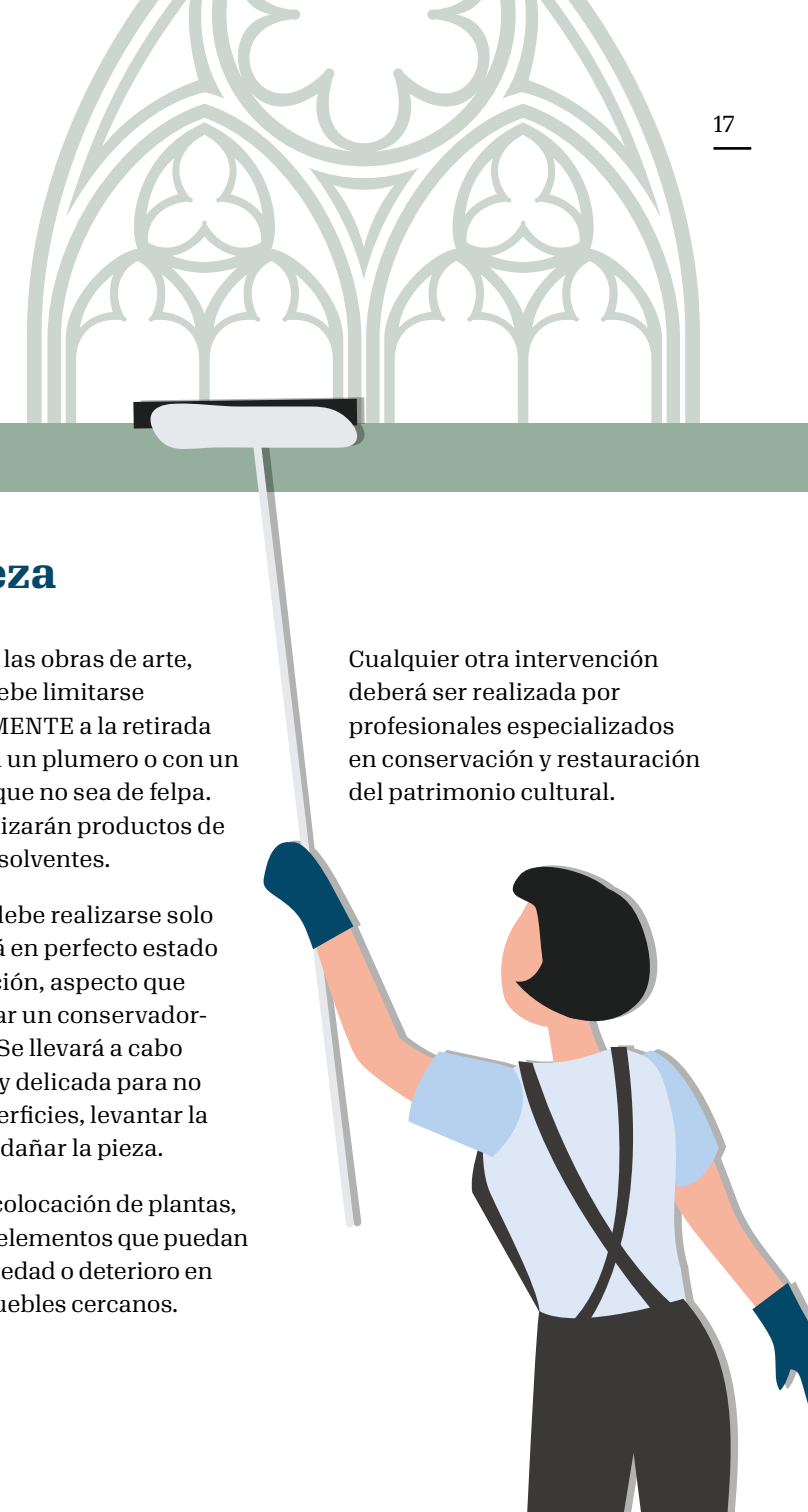 17
eza
las obras de arte,
ebe limitarse
MENTE a la retirada
un plumero o con un
que no sea de felpa.
izarán productos de
solventes.
debe realizarse solo
á en perfecto estado
ción, aspecto que
ar un conservador-
Se llevará a cabo
y delicada para no
erficies, levantar la
dañar la pieza.
colocación de plantas,
elementos que puedan
edad o deterioro en
uebles cercanos.
Cualquier otra intervención
deberá ser realizada por
profesionales especializados
en conservación y restauración
del patrimonio cultural.